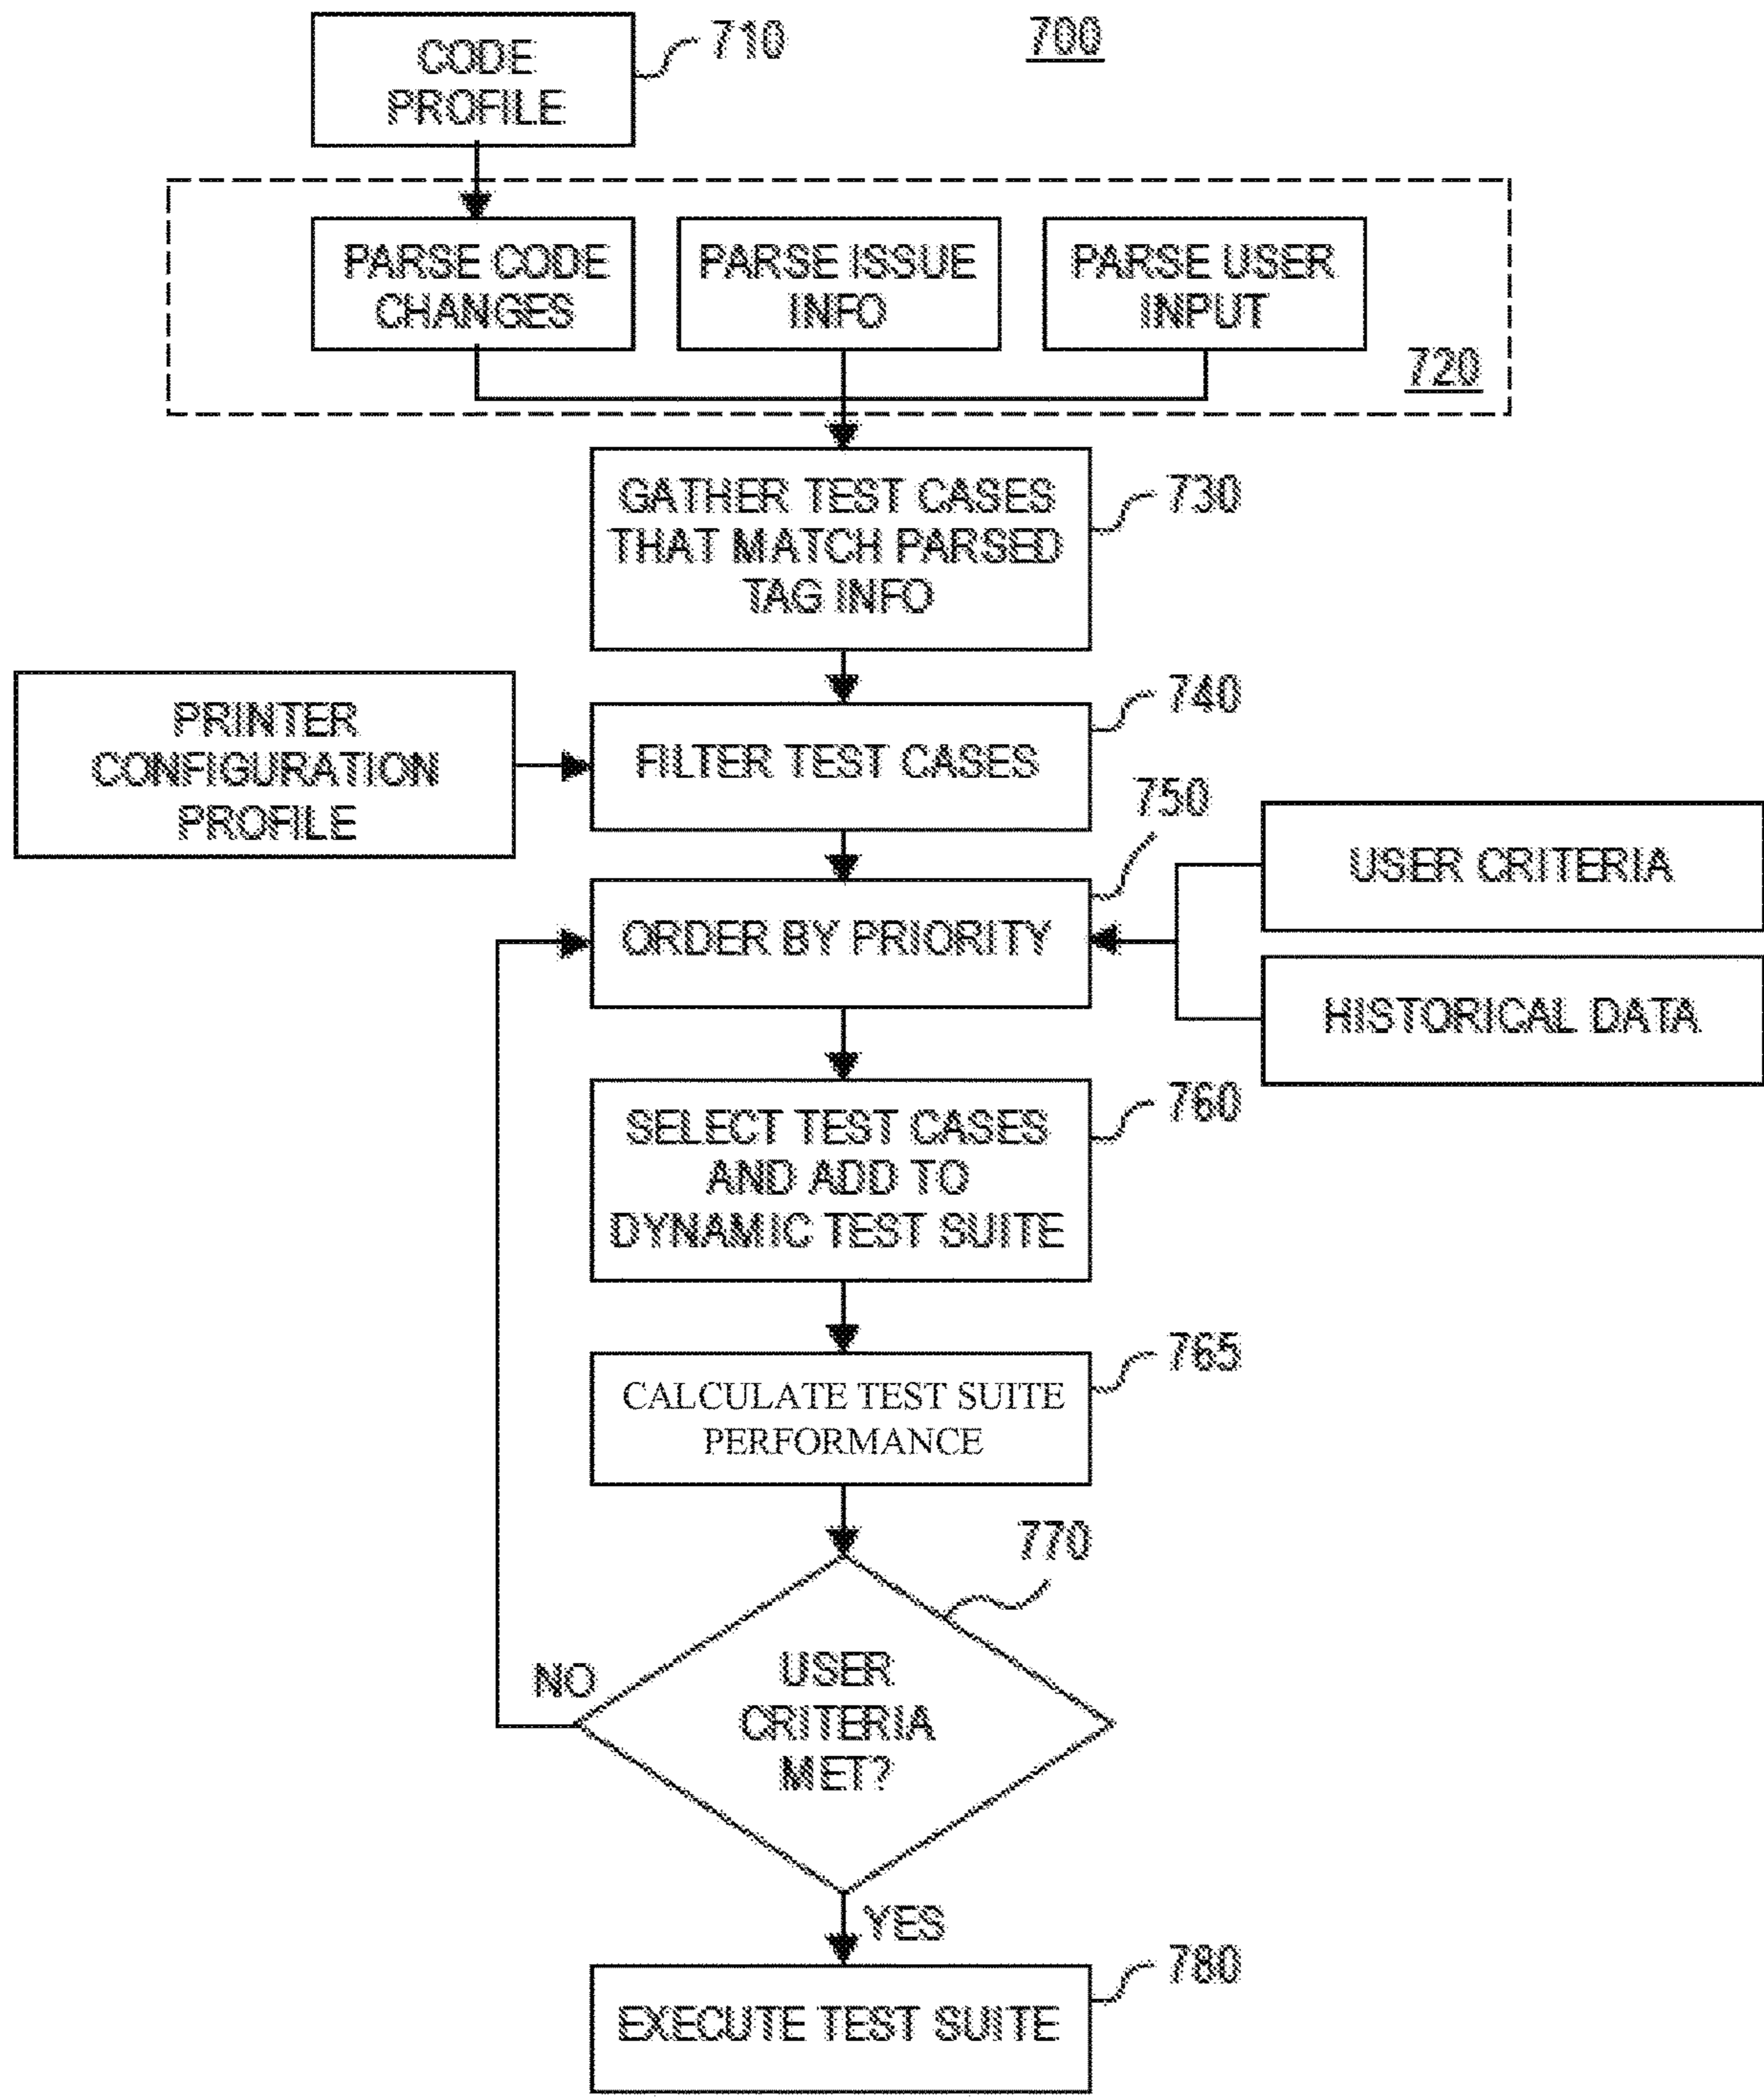 CODE
PROFILE
710
700
PARSE CODE
CHANGES
PARSE ISSUE
INFO
PARSE USER
INPUT
720
GATHER TEST CASES
THAT MATCH PARSED
TAG INFO
730
PRINTER
CONFIGURATION
PROFILE
FILTER TEST CASES
740
750
ORDER BY PRIORITY
USER CRITERIA
HISTORICAL DATA
SELECT TEST CASES
AND ADD TO
DYNAMIC TEST SUITE
760
CALCULATE TEST SUITE
PERFORMANCE
765
770
USER
CRITERIA
MET?
NO
YES
EXECUTE TEST SUITE
780